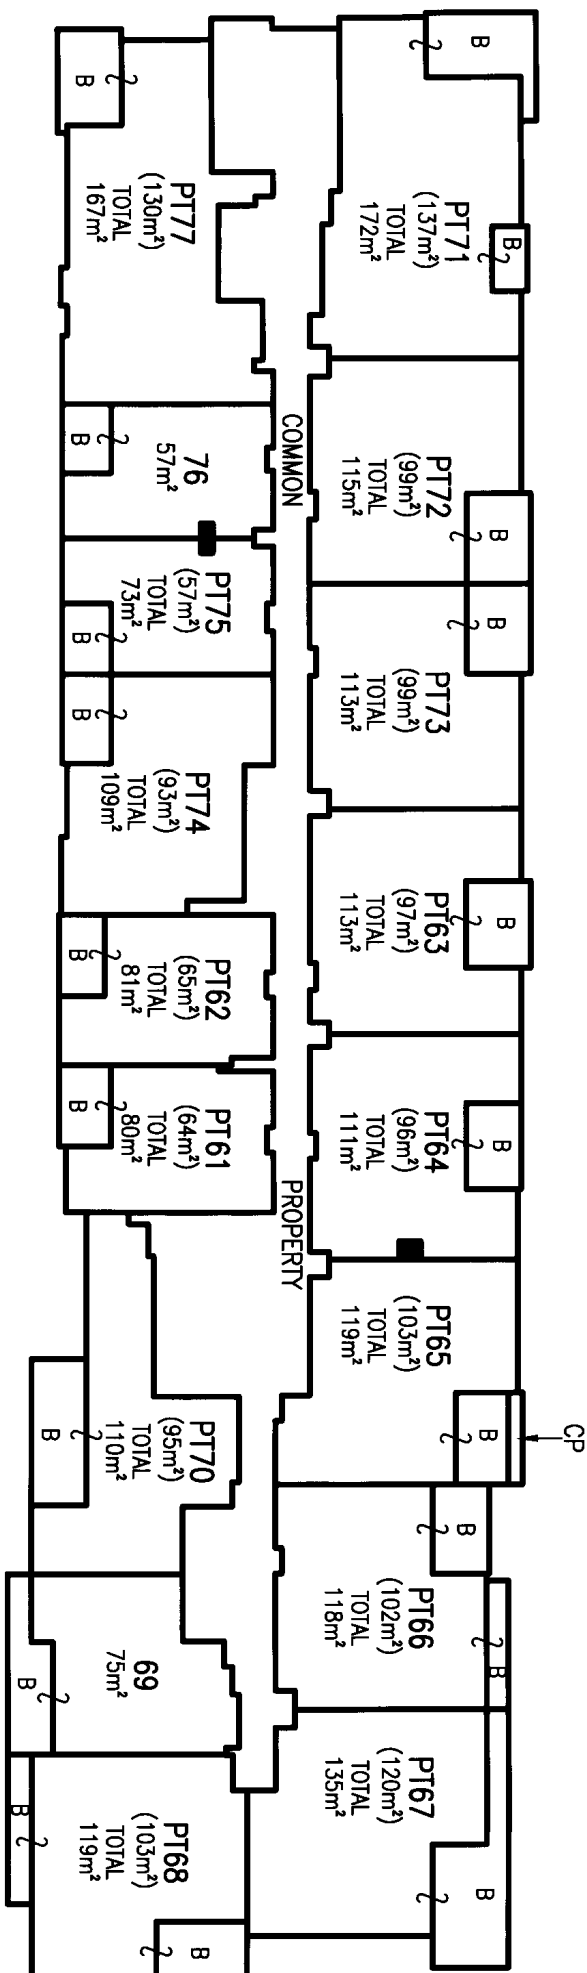 B
B
PT71
(137m²)
TOTAL
172m²
PT72
(99m²)
TOTAL
115m²
B
B
PT73
(99m²)
TOTAL
113m²
PT63
(97m²)
TOTAL
113m²
B
PT64
(96m²)
TOTAL
111m²
B
PT65
(103m²)
TOTAL
119m²
B
CP
B
PT66
(102m²)
TOTAL
118m²
B
PT67
(120m²)
TOTAL
135m²
B
COMMON
PROPERTY
B
PT77
(130m²)
TOTAL
167m²
76
57m²
B
PT75
(57m²)
TOTAL
73m²
B
PT74
(93m²)
TOTAL
109m²
B
PT62
(65m²)
TOTAL
81m²
B
PT61
(64m²)
TOTAL
80m²
B
PT70
(95m²)
TOTAL
110m²
B
69
75m²
B
PT68
(103m²)
TOTAL
119m²
B
B